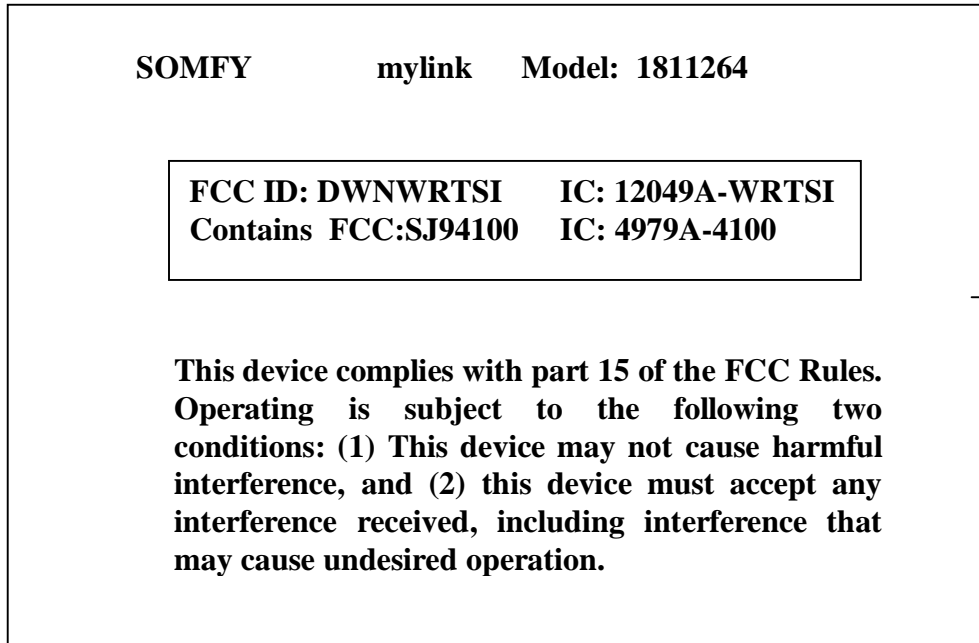 SOMFY mylink Model: 1811264
FCC ID: DWNWRTSI IC: 12049A-WRTSI
Contains FCC:SJ94100 IC: 4979A-4100
This device complies with part 15 of the FCC Rules.
Operating is subject to the following two
conditions: (1) This device may not cause harmful
interference, and (2) this device must accept any
interference received, including interference that
may cause undesired operation.